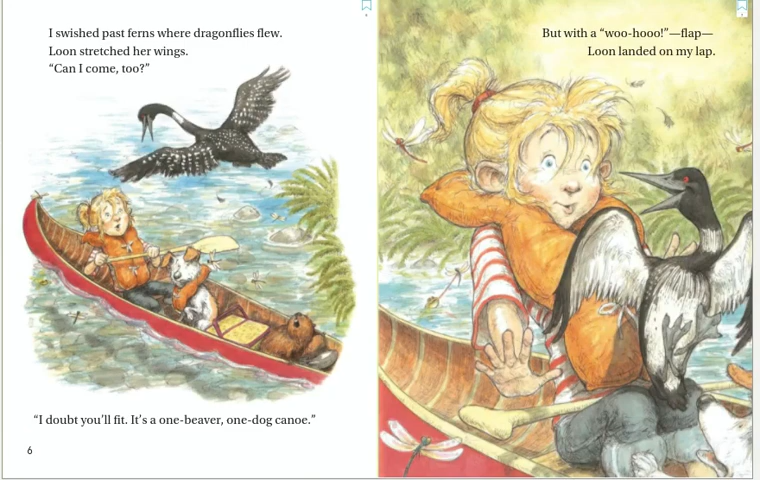 I swished past ferns where dragonflies flew.
Loon stretched her wings.
“Can I come, too?”
“I doubt you’ll fit. It’s a one-beaver, one-dog canoe.”
6
But with a “woo-hooo!”—flap—
Loon landed on my lap.